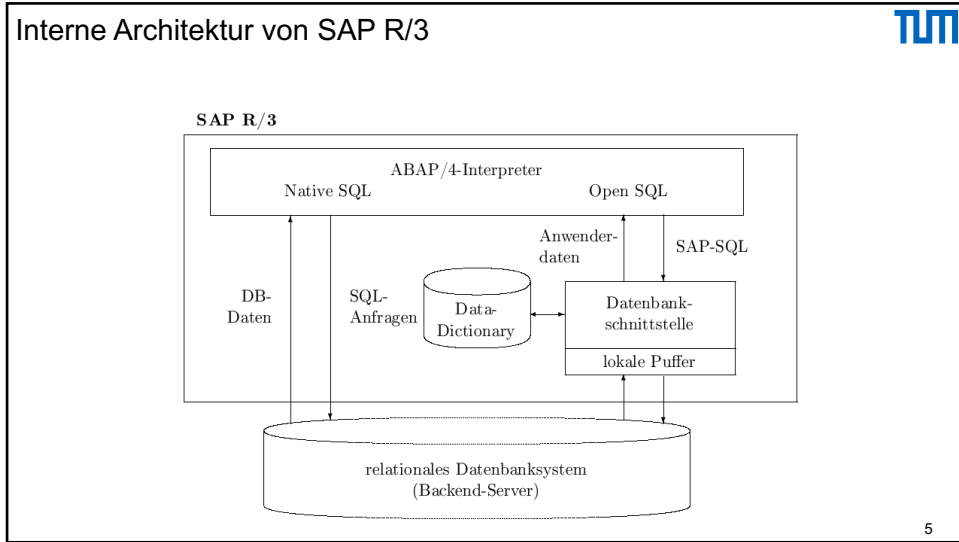 Interne Architektur von SAP R/3
TUM
SAP R/3
ABAP/4-Interpreter
Native SQL
Open SQL
DB-
Daten
SQL-
Anfragen
Data-
Dictionary
Anwender-
daten
SAP-SQL
Datenbank-
schnittstelle
lokale Puffer
relationales Datenbanksystem
(Backend-Server)
5